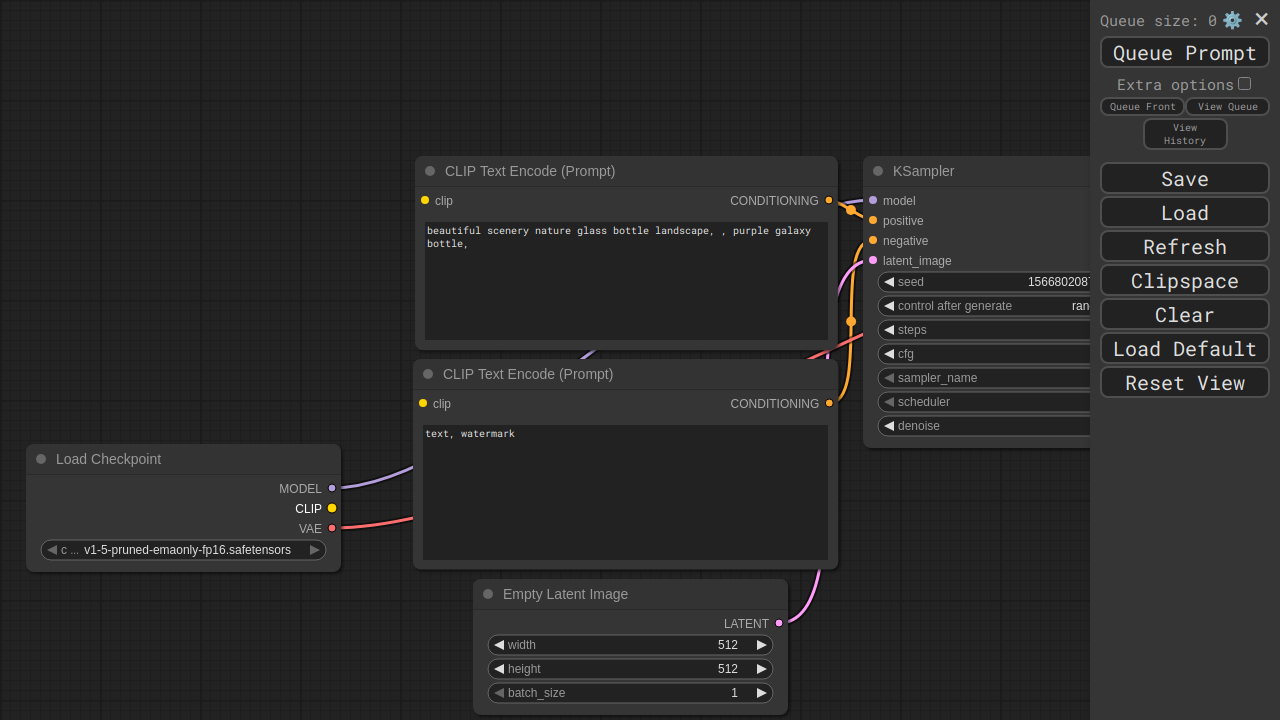 Queue size: 0
Queue Prompt
Extra options
Queue Front
View Queue
View
History
Save
Load
Refresh
Clipspace
Clear
Load Default
Reset View
CLIP Text Encode (Prompt)
clip
CONDITIONING
beautiful scenery nature glass bottle landscape, , purple galaxy
bottle,
KSampler
model
positive
negative
latent_image
seed
control after generate
steps
cfg
sampler_name
scheduler
denoise
CLIP Text Encode (Prompt)
clip
CONDITIONING
text, watermark
Load Checkpoint
MODEL
CLIP
VAE
c ... v1-5-pruned-emaonly-fp16.safetensors
Empty Latent Image
LATENT
width 512
height 512
batch_size 1